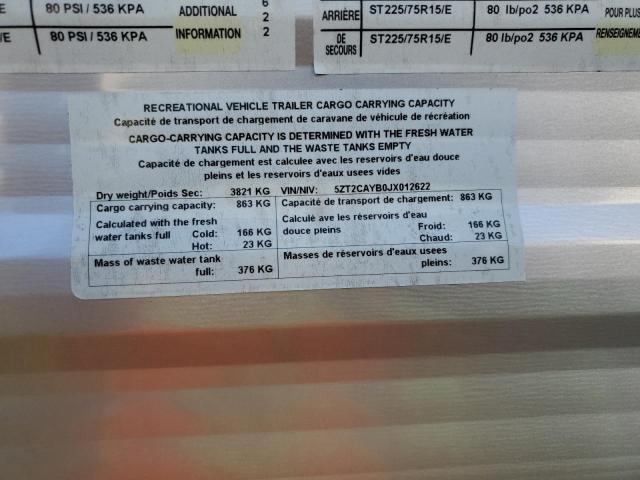 80 PSI / 536 KPA
ADDITIONAL
6
2
2
/E
80 PSI / 536 KPA
INFORMATION
ARRIÈRE
ST225/75R15/E
80 lb/po2 536 KPA
POUR PLUS
DE
SECOURS
ST225/75R15/E
80 lb/po2 536 KPA
RECREATIONAL VEHICLE TRAILER CARGO CARRYING CAPACITY
Capacité de transport de chargement de caravane de véhicule de récréation
CARGO-CARRYING CAPACITY IS DETERMINED WITH THE FRESH WATER
TANKS FULL AND THE WASTE TANKS EMPTY
Capacité de chargement est calculee avec les reservoirs d'eau douce
pleins et les reservoirs d'eaux usees vides
Dry weight/Poids Sec: 3821 KG VIN/NIV: 5ZT2CAYB0JX012622
Cargo carrying capacity: 863 KG
Calculated with the fresh
water tanks full Cold: 166 KG
Hot: 23 KG
Mass of waste water tank
full: 376 KG
Capacité de transport de chargement: 863 KG
Calculé ave les rèservoirs d'eau
douce pleins Froid: 166 KG
Chaud: 23 KG
Masses de rèservoirs d'eaux usees
pleins: 376 KG